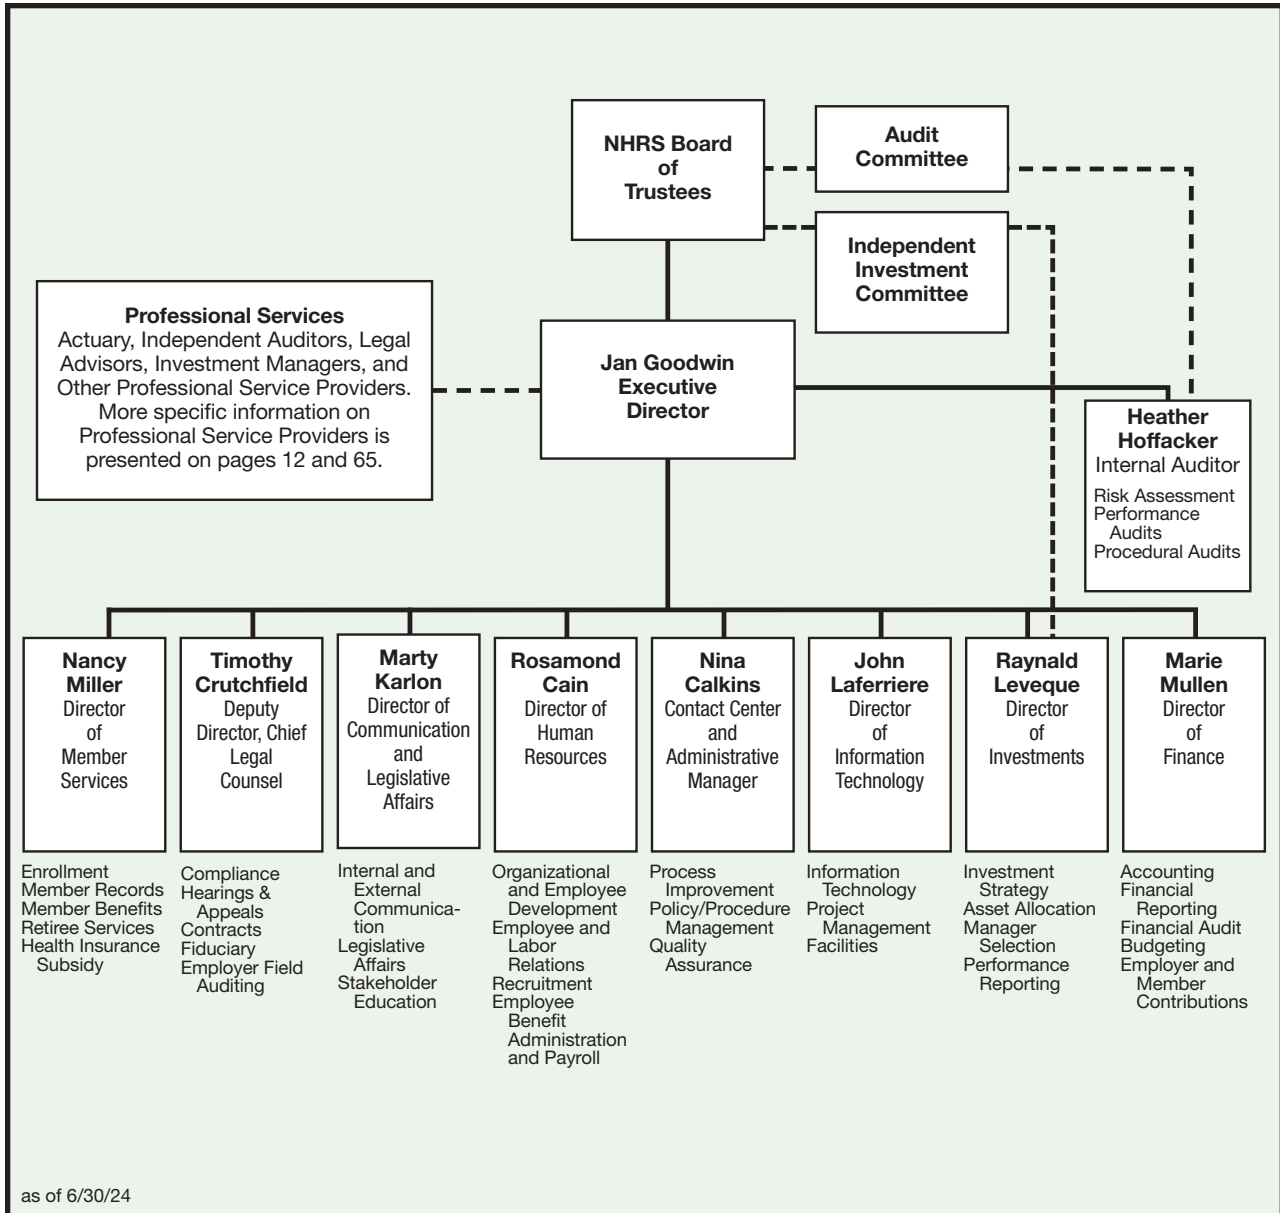 NHRS Board
of
Trustees
Audit
Committee
Independent
Investment
Committee
Professional Services
Actuary, Independent Auditors, Legal
Advisors, Investment Managers, and
Other Professional Service Providers.
More specific information on
Professional Service Providers is
presented on pages 12 and 65.
Jan Goodwin
Executive
Director
Heather
Hoffacker
Internal Auditor
Risk Assessment
Performance
Audits
Procedural Audits
Nancy
Miller
Director
of
Member
Services
Enrollment
Member Records
Member Benefits
Retiree Services
Health Insurance
Subsidy
Timothy
Crutchfield
Deputy
Director, Chief
Legal
Counsel
Compliance
Hearings &
Appeals
Contracts
Fiduciary
Employer Field
Auditing
Marty
Karlon
Director of
Communication
and
Legislative
Affairs
Internal and
External
Communica-
tion
Legislative
Affairs
Stakeholder
Education
Rosamond
Cain
Director of
Human
Resources
Organizational
and Employee
Development
Employee and
Labor
Relations
Recruitment
Employee
Benefit
Administration
and Payroll
Nina
Calkins
Contact Center
and
Administrative
Manager
Process
Improvement
Policy/Procedure
Management
Quality
Assurance
John
Laferriere
Director
of
Information
Technology
Information
Technology
Project
Management
Facilities
Raynald
Leveque
Director
of
Investments
Investment
Strategy
Asset Allocation
Manager
Selection
Performance
Reporting
Marie
Mullen
Director
of
Finance
Accounting
Financial
Reporting
Financial Audit
Budgeting
Employer and
Member
Contributions
as of 6/30/24